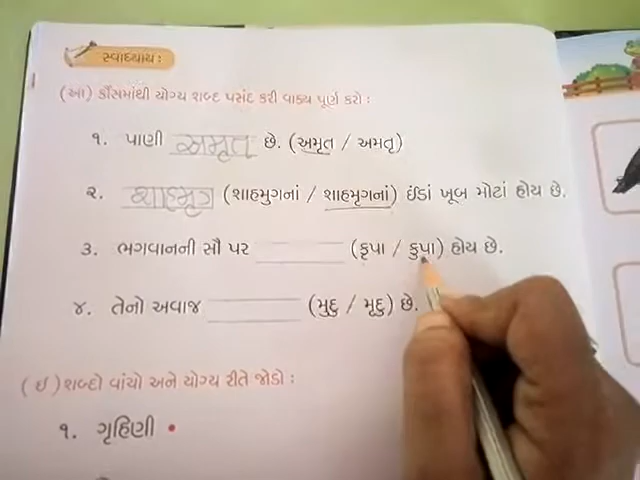 સ્વાધ્યાય :
(આ) કૌંસમાંથી યોગ્ય શબ્દ પસંદ કરી વાક્ય પૂર્ણ કરો :
૧. પાણી અમૃત છે. (અમૃત / અમતૃ)
૨. શાહમૃગ (શાહમુગનાં / શાહમૃગનાં) ઈંડાં ખૂબ મોટાં હોય છે.
૩. ભગવાનની સૌ પર (કૃપા / કુપા) હોય છે.
૪. તેનો અવાજ (મુદુ / મૃદુ) છે.
(ઈ) શબ્દો વાંચો અને યોગ્ય રીતે જોડો :
૧. ગૃહિણી